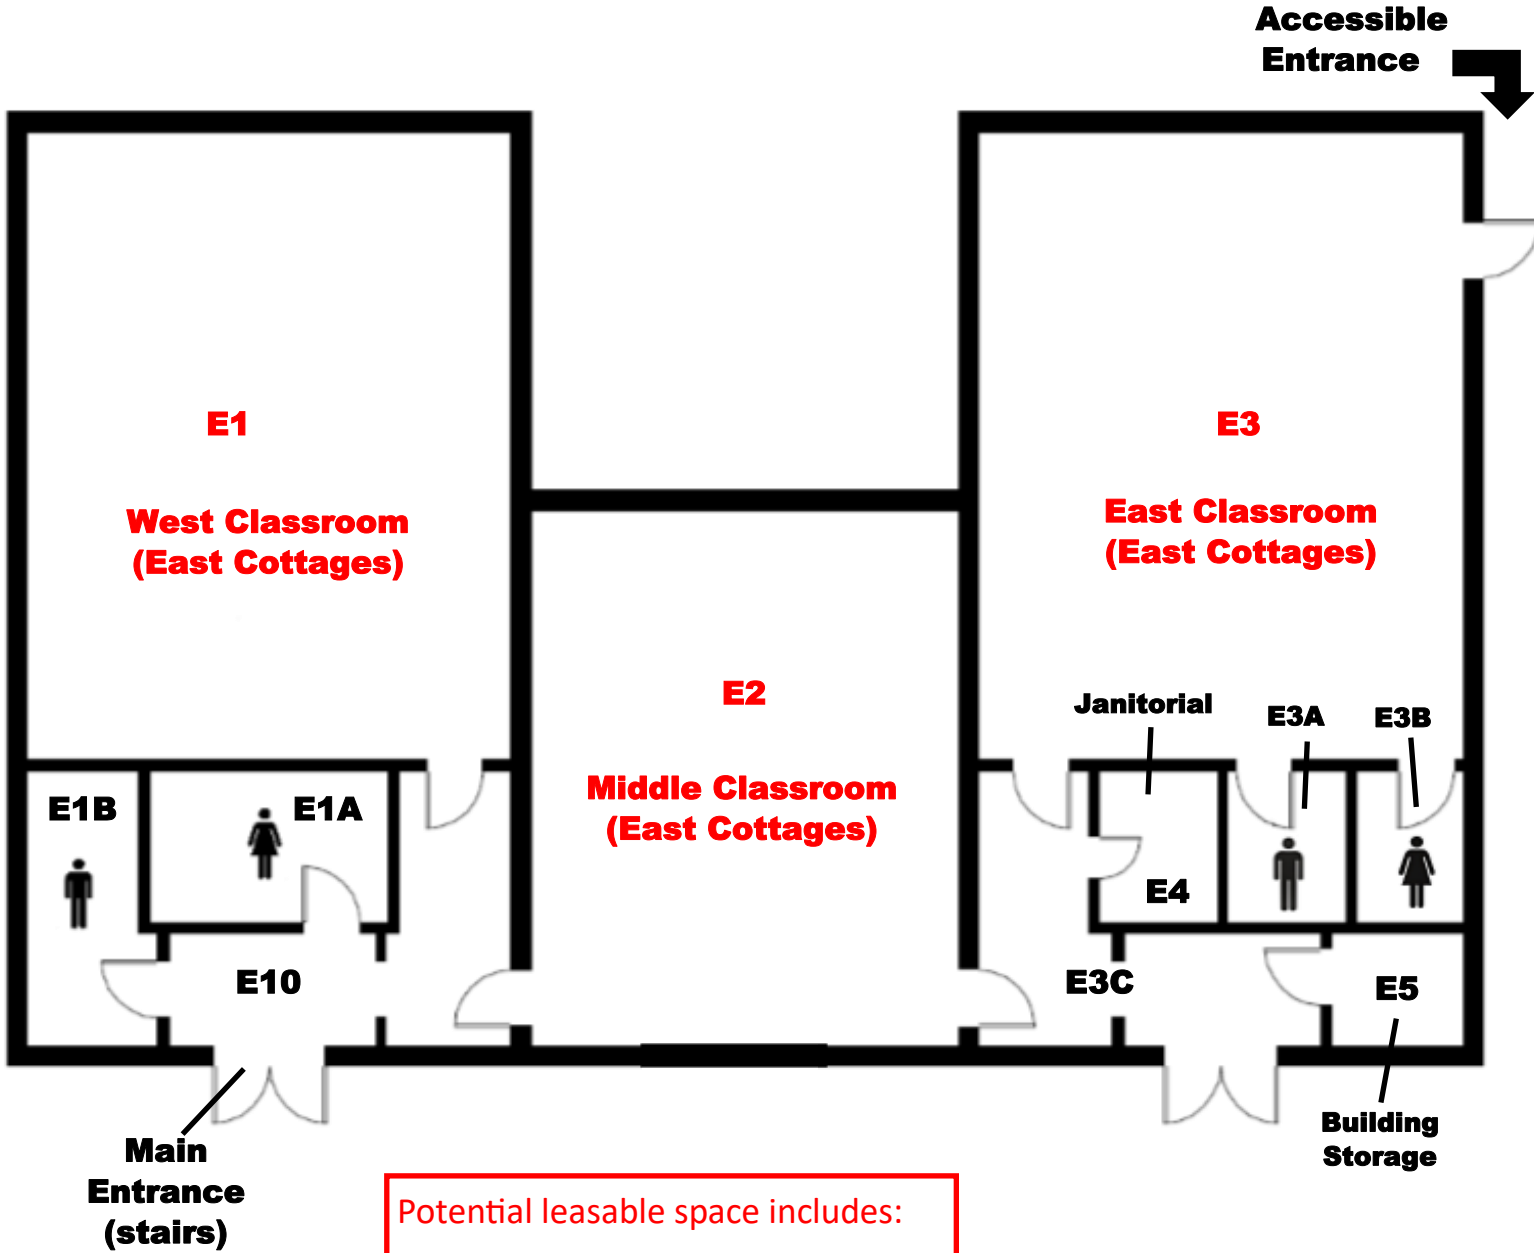 Accessible
Entrance
E1
West Classroom
(East Cottages)
E3
East Classroom
(East Cottages)
E2
Middle Classroom
(East Cottages)
Janitorial
E3A
E3B
E1B
E1A
E4
E10
E3C
E5
Main
Entrance
(stairs)
Building
Storage
Potential leasable space includes: